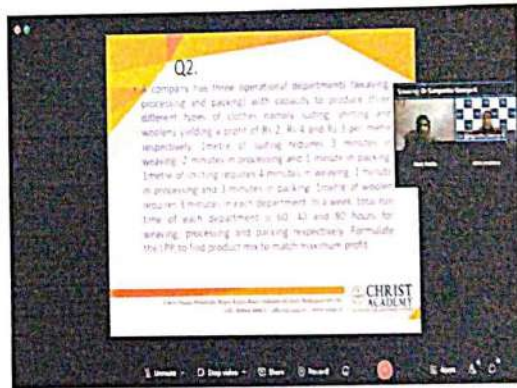 Q2.
A company has three operational departments (weaving,
processing and packing) with capacity to produce three
different types of clothes namely suiting, shirting and
woolens yielding a profit of Rs 2, Rs 4 and Rs 3 per metre
respectively. 1metre of suiting requires 3 minutes in
weaving, 2 minutes in processing and 1 minute in packing.
1metre of shirting requires 4 minutes in weaving, 1 minute
in processing and 3 minutes in packing. 1metre of woolen
requires 3 minutes in each department. In a week, total run
time of each department is 60, 40 and 80 hours for
weaving, processing and packing respectively. Formulate
the LPP to find product mix to match maximum profit.
CHRIST
ACADEMY
Unmute
Stop video
Share
Record
Apps